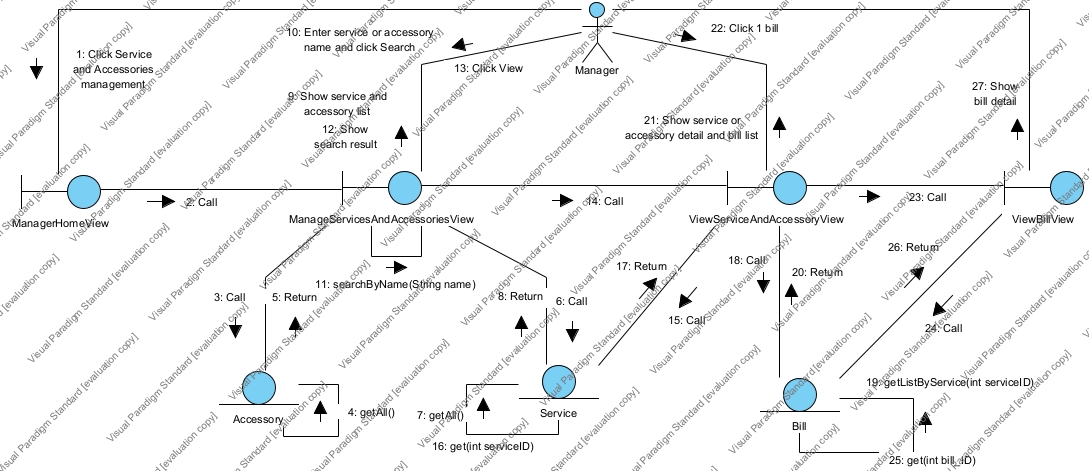 10: Enter service or accessory
name and click Search
22: Click 1 bill
1: Click Service
and Accessories
management
13: Click View
Manager
9: Show service and
accessory list
27: Show
bill detail
12: Show
search result
21: Show service or
accessory detail and bill list
2: Call
14: Call
23: Call
ManagerHomeView
ManageServicesAndAccessoriesView
ViewServiceAndAccessoryView
ViewBillView
26: Return
17: Return
18: Call
20: Return
11: searchByName(String name)
3: Call
5: Return
8: Return
6: Call
15: Call
24: Call
19: getListByService(int serviceID)
Accessory
4: getAll()
7: getAll()
Service
Bill
16: get(int serviceID)
25: get(int bill_ID)
Visual Paradigm Standard [evaluation copy]